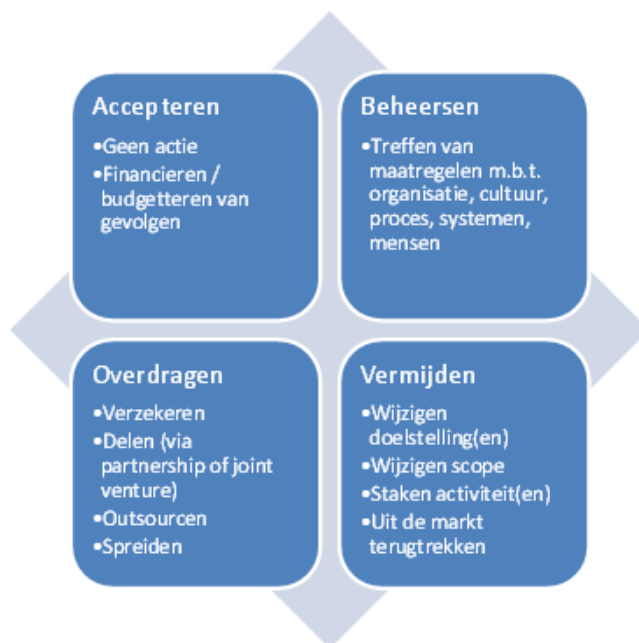 Accepteren
•Geen actie
•Financieren /
budgetteren van
gevolgen
Beheersen
•Treffen van
maatregelen m.b.t.
organisatie, cultuur,
proces, systemen,
mensen
Overdragen
•Verzekeren
•Delen (via
partnership of joint
venture)
•Outsourcen
•Spreiden
Vermijden
•Wijzigen
doelstelling(en)
•Wijzigen scope
•Staken activiteit(en)
•Uit de markt
terugtrekken